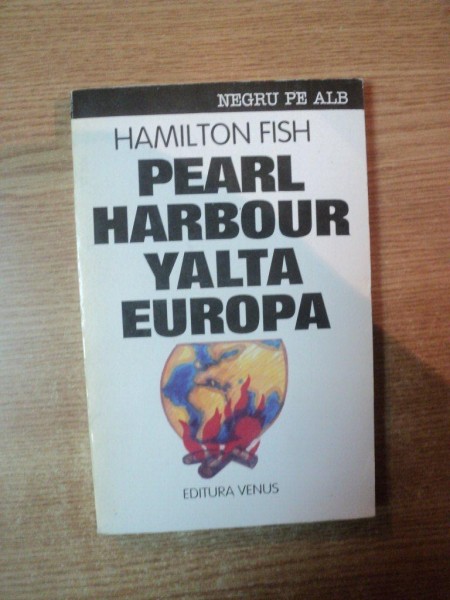 NEGRU PE ALB
HAMILTON FISH
PEARL
HARBOUR
YALTA
EUROPA
EDITURA VENUS